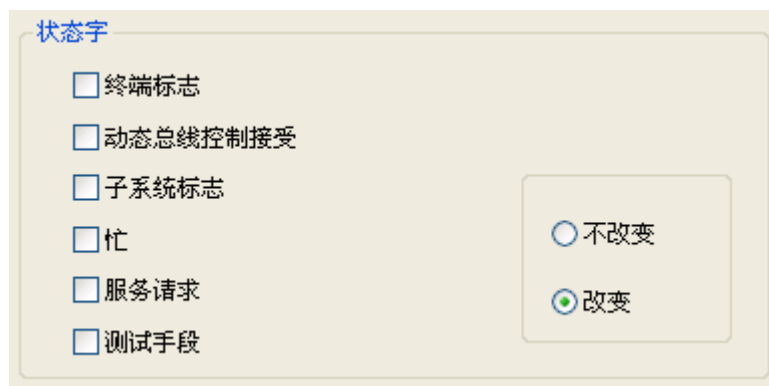 状态字
终端标志
动态总线控制接受
子系统标志
忙
服务请求
测试手段
不改变
改变